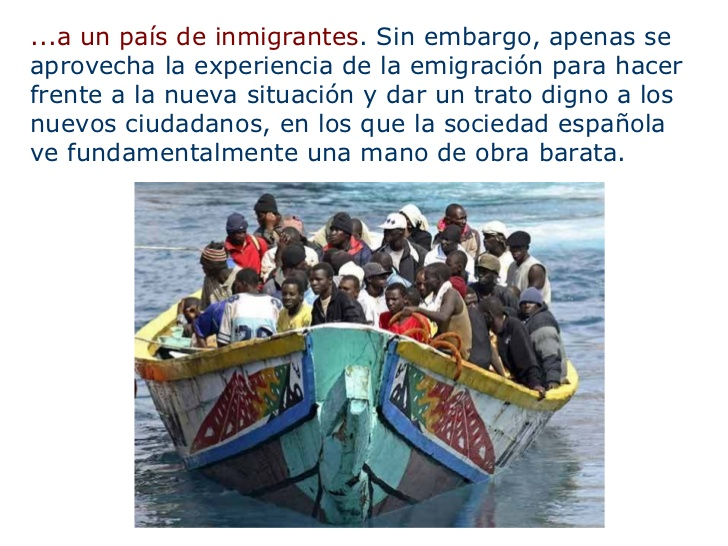 ...a un país de inmigrantes. Sin embargo, apenas se
aprovecha la experiencia de la emigración para hacer
frente a la nueva situación y dar un trato digno a los
nuevos ciudadanos, en los que la sociedad española
ve fundamentalmente una mano de obra barata.